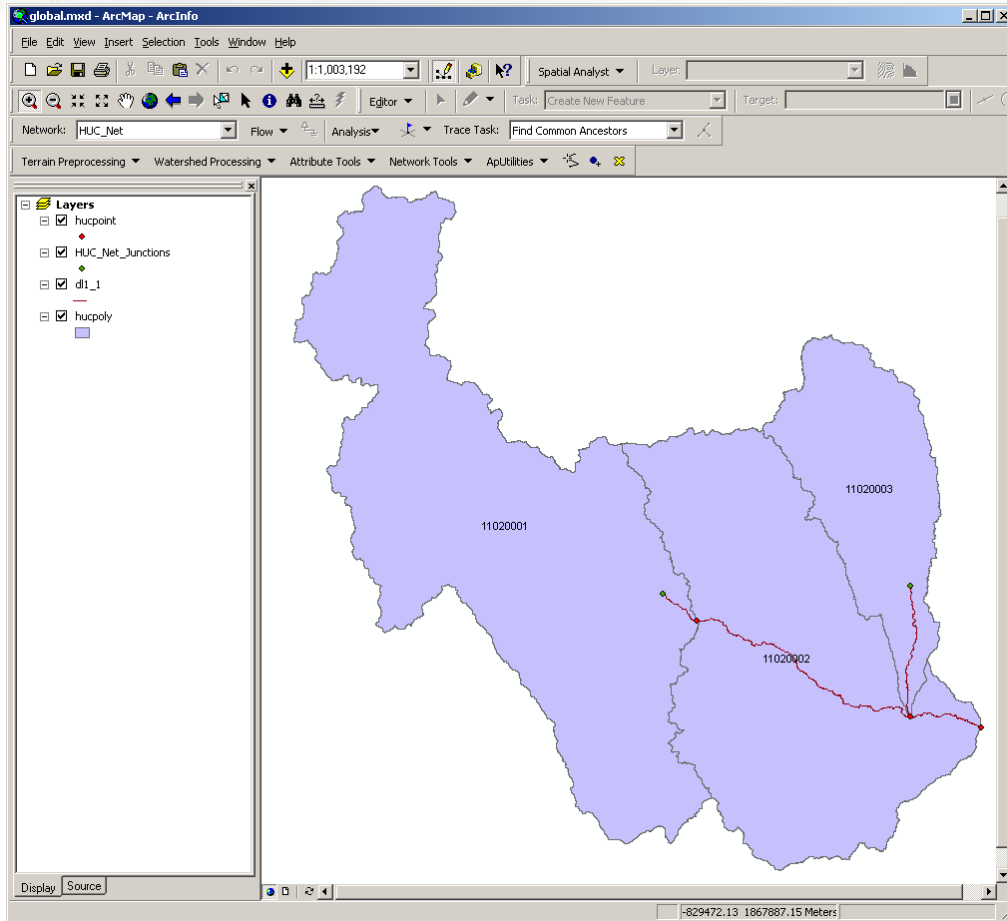 global.mxd - ArcMap - ArcInfo
File Edit View Insert Selection Tools Window Help
1:1,003,192 Spatial Analyst Layer:
Editor Task: Create New Feature Target:
Network: HUC_Net Flow Analysis Trace Task: Find Common Ancestors
Terrain Preprocessing Watershed Processing Attribute Tools Network Tools ApUtilities
Layers
hucpoint
HUC_Net_Junctions
dl1_1
hucpoly
11020003
11020001
11020002
Display Source
-829472.13 1867887.15 Meters